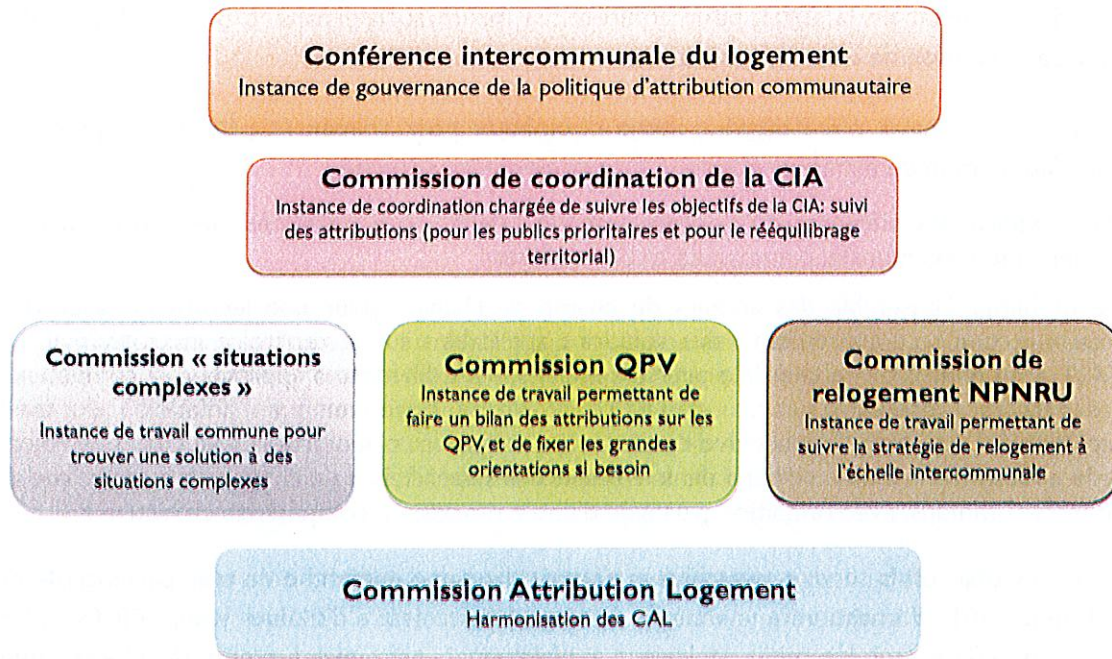 Conférence intercommunale du logement
Instance de gouvernance de la politique d'attribution communautaire
Commission de coordination de la CIA
Instance de coordination chargée de suivre les objectifs de la CIA: suivi
des attributions (pour les publics prioritaires et pour le rééquilibrage
territorial)
Commission « situations
complexes »
Instance de travail commune pour
trouver une solution à des
situations complexes
Commission QPV
Instance de travail permettant de
faire un bilan des attributions sur les
QPV, et de fixer les grandes
orientations si besoin
Commission de
relogement NPNRU
Instance de travail permettant de
suivre la stratégie de relogement à
l'échelle intercommunale
Commission Attribution Logement
Harmonisation des CAL